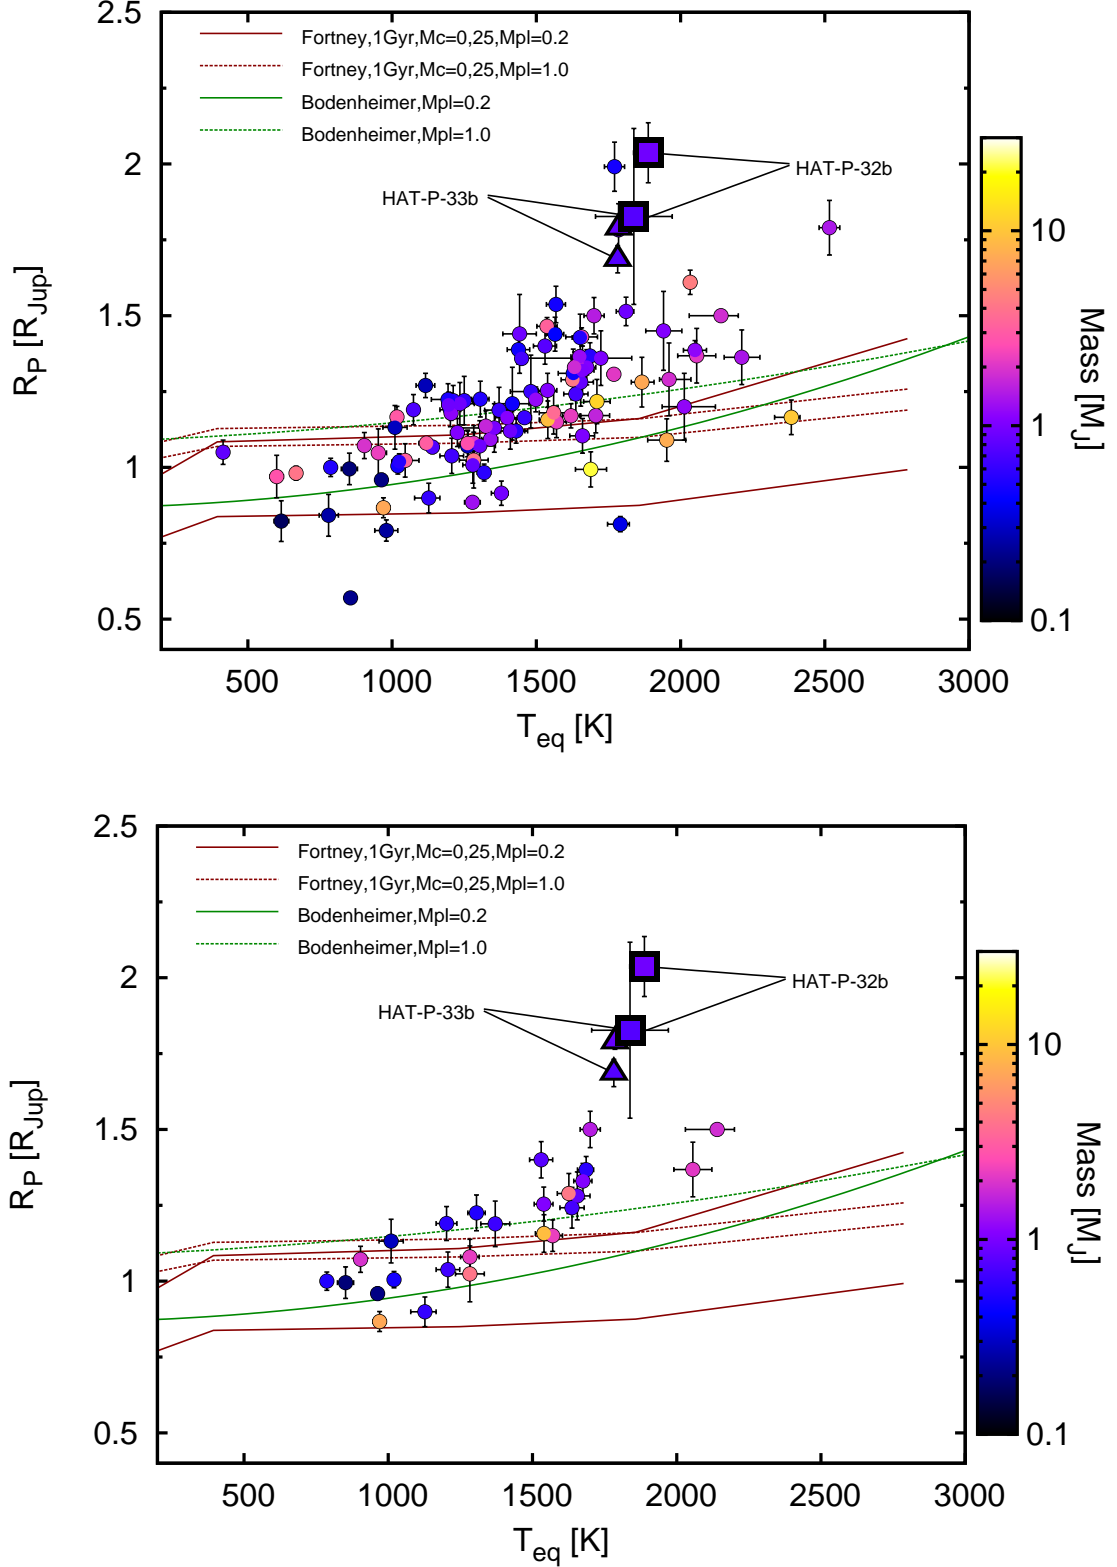 2.5
Fortney,1Gyr,Mc=0,25,Mpl=0.2
Fortney,1Gyr,Mc=0,25,Mpl=1.0
Bodenheimer,Mpl=0.2
Bodenheimer,Mpl=1.0
2
HAT-P-32b
HAT-P-33b
10
1.5
R_P [R_Jup]
Mass [M_J]
1
1
0.5
0.1
500 1000 1500 2000 2500 3000
T_eq [K]
2.5
Fortney,1Gyr,Mc=0,25,Mpl=0.2
Fortney,1Gyr,Mc=0,25,Mpl=1.0
Bodenheimer,Mpl=0.2
Bodenheimer,Mpl=1.0
2
HAT-P-32b
HAT-P-33b
10
1.5
R_P [R_Jup]
Mass [M_J]
1
1
0.5
0.1
500 1000 1500 2000 2500 3000
T_eq [K]